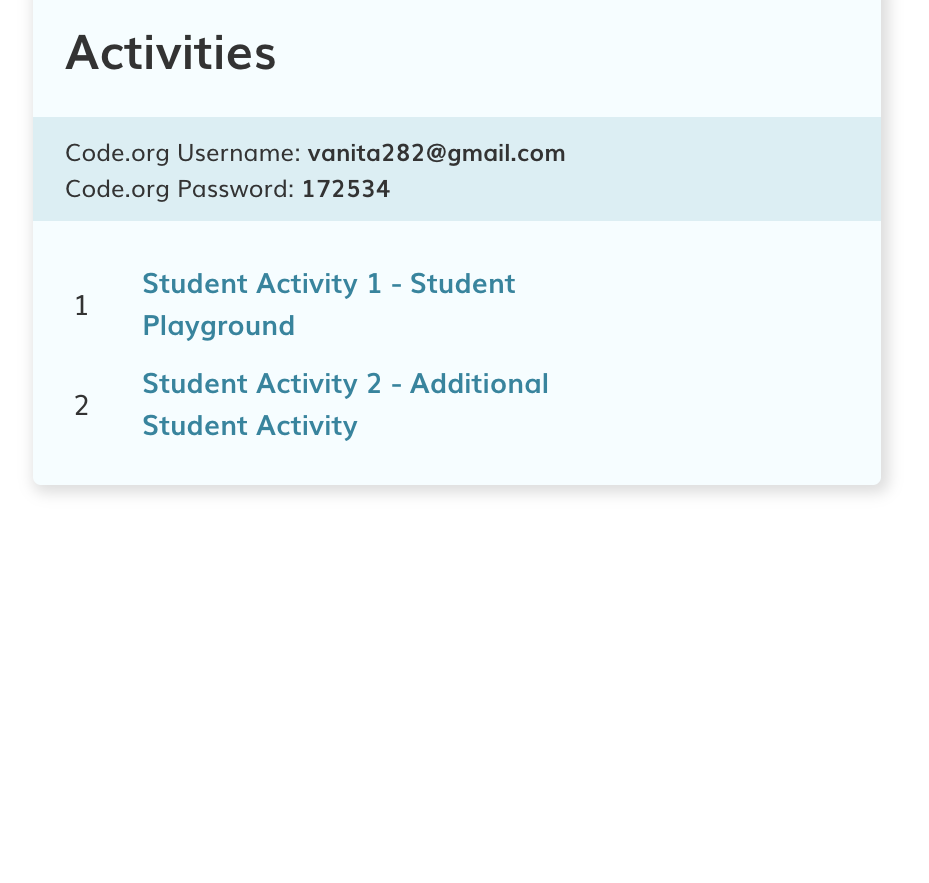 Activities
Code.org Username: vanita282@gmail.com
Code.org Password: 172534
1
Student Activity 1 - Student
Playground
2
Student Activity 2 - Additional
Student Activity